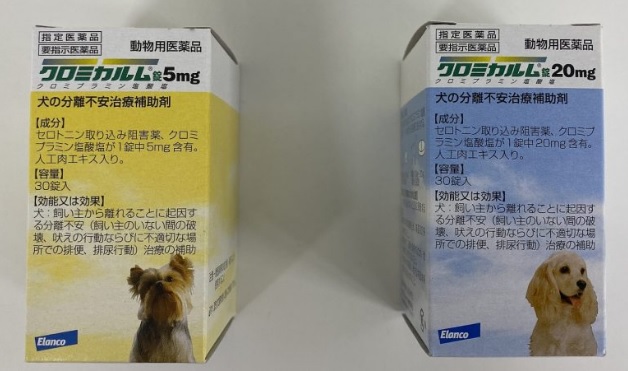 指定医薬品
要指示医薬品
動物用医薬品
クロミカルム®錠5mg
クロミプラミン塩酸塩
犬の分離不安治療補助剤
【成分】
セロトニン取り込み阻害薬、クロミ
プラミン塩酸塩が1錠中5mg含有。
人工肉エキス入り。
【容量】
30錠入
【効能又は効果】
犬：飼い主から離れることに起因す
る分離不安（飼い主のいない間の破
壊、吠えの行動ならびに不適切な場
所での排便、排尿行動）治療の補助
Elanco
指定医薬品
要指示医薬品
動物用医薬品
クロミカルム®錠20mg
クロミプラミン塩酸塩
犬の分離不安治療補助剤
【成分】
セロトニン取り込み阻害薬、クロミプ
ラミン塩酸塩が1錠中20mg含有。
人工肉エキス入り。
【容量】
30錠入
【効能又は効果】
犬：飼い主から離れることに起因す
る分離不安（飼い主のいない間の破
壊、吠えの行動ならびに不適切な場
所での排便、排尿行動）治療の補助
Elanco